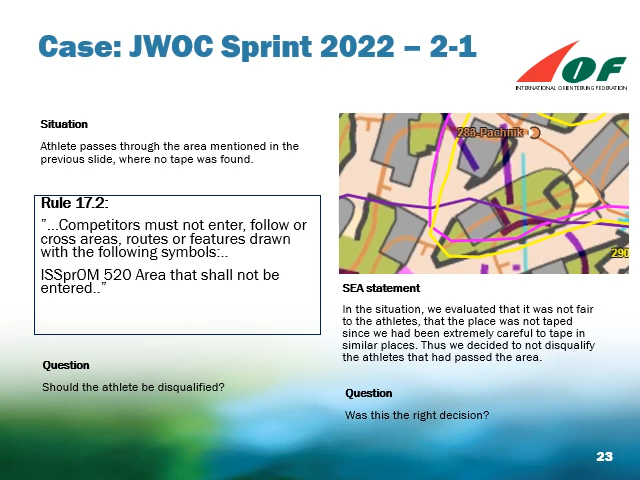 Case: JWOC Sprint 2022 – 2-1
IOF
INTERNATIONAL ORIENTEERING FEDERATION
Situation
Athlete passes through the area mentioned in the
previous slide, where no tape was found.
Rule 17.2:
”...Competitors must not enter, follow or
cross areas, routes or features drawn
with the following symbols:..
ISSprOM 520 Area that shall not be
entered..”
Question
Should the athlete be disqualified?
283-Pachnik
290
SEA statement
In the situation, we evaluated that it was not fair
to the athletes, that the place was not taped
since we had been extremely careful to tape in
similar places. Thus we decided to not disqualify
the athletes that had passed the area.
Question
Was this the right decision?
23